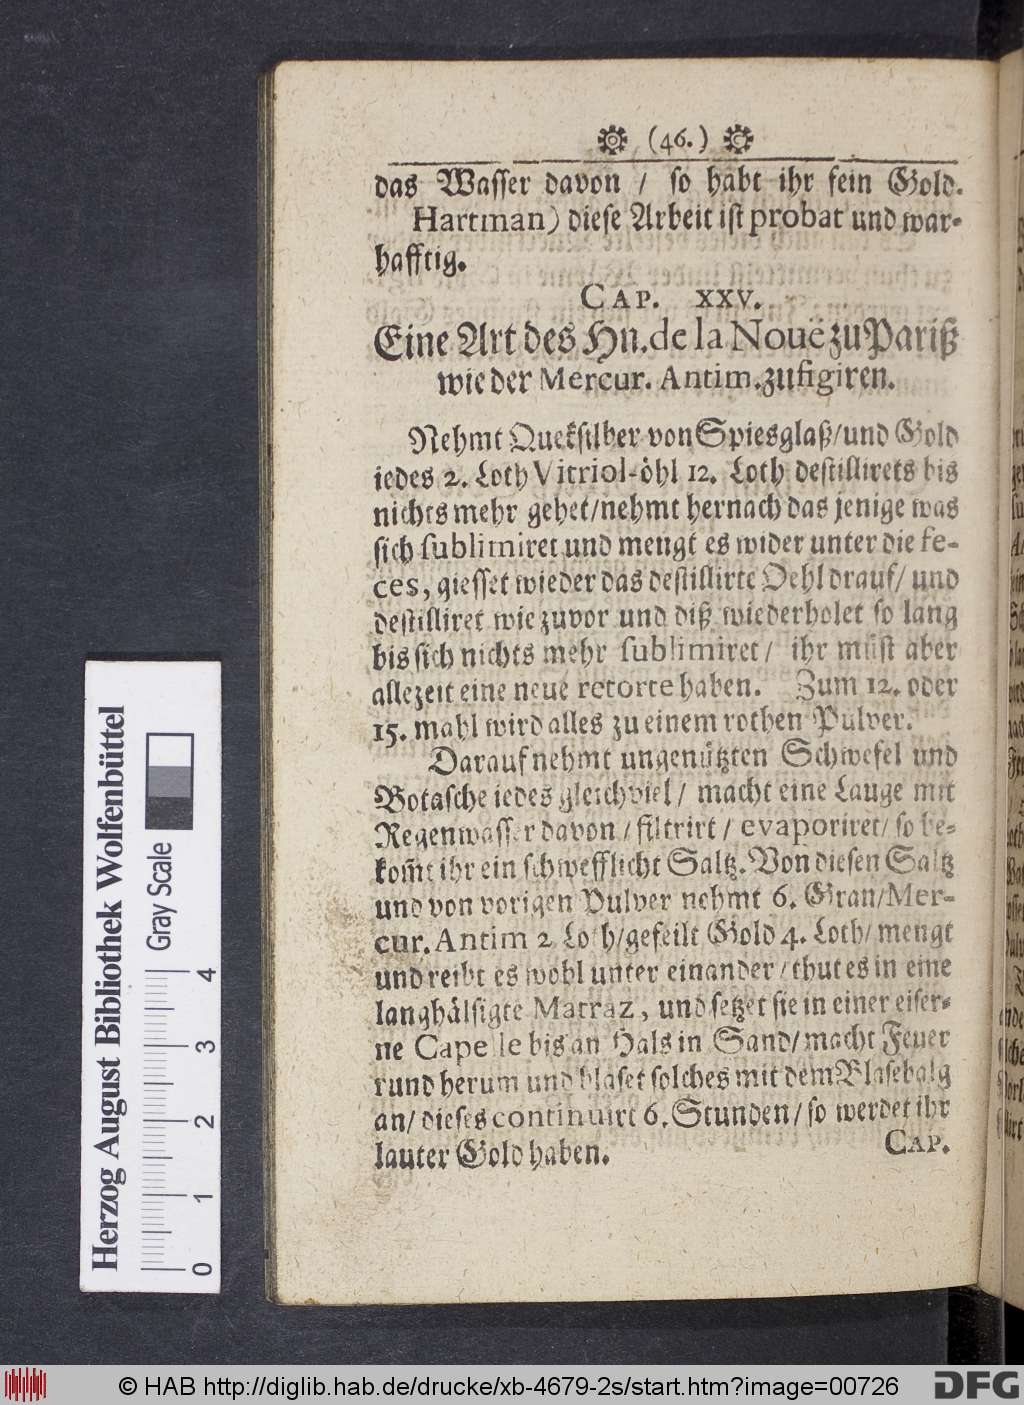 (46.)
das Wasser davon / so habt ihr fein Gold.
Hartman) diese Arbeit ist probat und war-
hafftig.
CAP. XXV.
Eine Art des Hn. de la Nouë zu Pariß
wie der Mercur. Antim. zu figiren.
Nehmt Queksilber von Spiesglaß/und Gold
iedes 2. Loth Vitriol-öhl 12. Loth destillirets bis
nichts mehr gehet/nehmt hernach das jenige was
sich sublimiret und mengt es wider unter die fe-
ces, giesset wieder das destillirte Oehl drauf/ und
destilliret wie zuvor und diß wiederholet so lang
bis sich nichts mehr sublimiret/ ihr müst aber
allezeit eine neue retorte haben. Zum 12. oder
15. mahl wird alles zu einem rothen Pulver.
Darauf nehmt ungenützten Schwefel und
Botasche iedes gleichviel/ macht eine Lauge mit
Regenwasser davon/filtrirt/ evaporiret/ so be-
kom̃t ihr ein schwefflicht Saltz. Von diesen Saltz
und von vorigen Pulver nehmt 6. Gran/Mer-
cur. Antim 2 Loth/gefeilt Gold 4. Loth/ mengt
und reibt es wohl unter einander/thut es in eine
langhälsigte Matraz, und setzet sie in einer eiser-
ne Capelle bis an Hals in Sand/macht Feuer
rund herum und blaset solches mit dem Blasebalg
an/ dieses continuirt 6. Stunden/so werdet ihr
lauter Gold haben.
CAP.
Herzog August Bibliothek Wolfenbüttel
Gray Scale
0 1 2 3 4
© HAB http://diglib.hab.de/drucke/xb-4679-2s/start.htm?image=00726
DFG